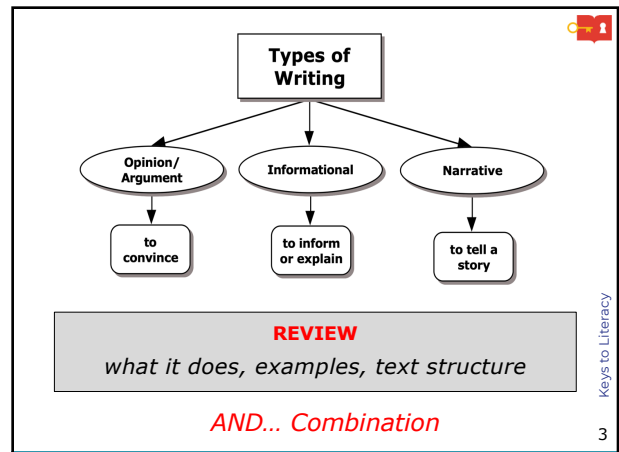 Types of
Writing
Opinion/
Argument
Informational
Narrative
to
convince
to inform
or explain
to tell a
story
REVIEW
what it does, examples, text structure
AND... Combination
Keys to Literacy
3